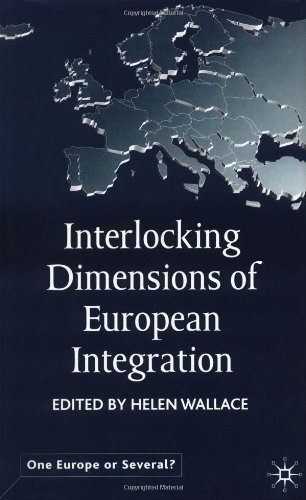 Interlocking
Dimensions of
European
Integration
EDITED BY HELEN WALLACE
One Europe or Several?